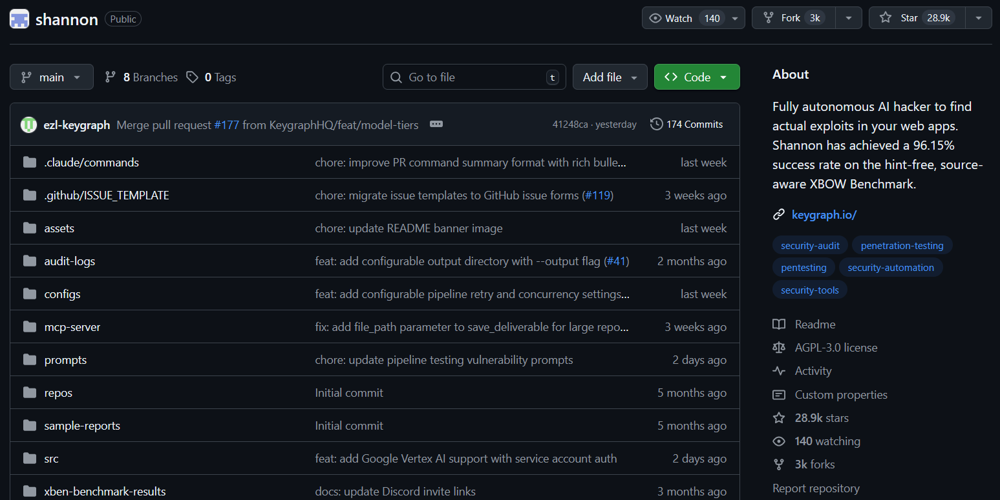 shannon Public Watch 140 Fork 3k Star 28.9k
main 8 Branches 0 Tags Go to file t Add file Code
ezl-keygraph Merge pull request #177 from KeygraphHQ/feat/model-tiers 41248ca · yesterday 174 Commits
.claude/commands chore: improve PR command summary format with rich bulle... last week
.github/ISSUE_TEMPLATE chore: migrate issue templates to GitHub issue forms (#119) 3 weeks ago
assets chore: update README banner image last week
audit-logs feat: add configurable output directory with --output flag (#41) 2 months ago
configs feat: add configurable pipeline retry and concurrency settings... last week
mcp-server fix: add file_path parameter to save_deliverable for large repo... 3 weeks ago
prompts chore: update pipeline testing vulnerability prompts 2 days ago
repos Initial commit 5 months ago
sample-reports Initial commit 5 months ago
src feat: add Google Vertex AI support with service account auth 2 days ago
xben-benchmark-results docs: update Discord invite links 3 months ago
About
Fully autonomous AI hacker to find
actual exploits in your web apps.
Shannon has achieved a 96.15%
success rate on the hint-free, source-
aware XBOW Benchmark.
keygraph.io/
security-audit penetration-testing
pentesting security-automation
security-tools
Readme
AGPL-3.0 license
Activity
Custom properties
28.9k stars
140 watching
3k forks
Report repository